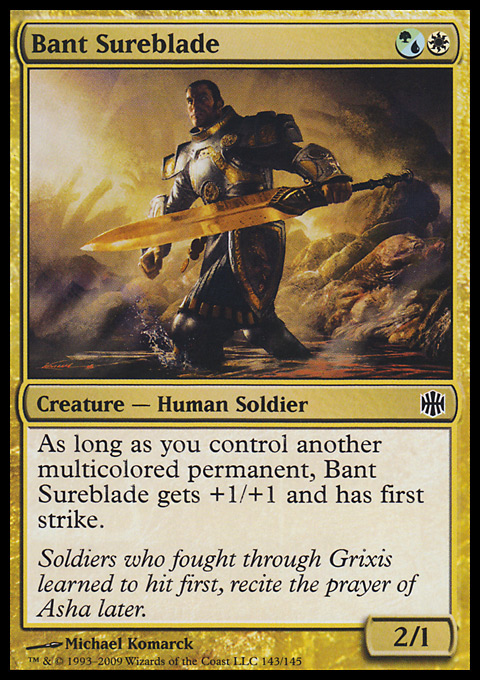 Bant Sureblade
Creature — Human Soldier
As long as you control another
multicolored permanent, Bant
Sureblade gets +1/+1 and has first
strike.
Soldiers who fought through Grixis
learned to hit first, recite the prayer of
Asha later.
Michael Komarck
2/1
™ & © 1993–2009 Wizards of the Coast LLC 143/145